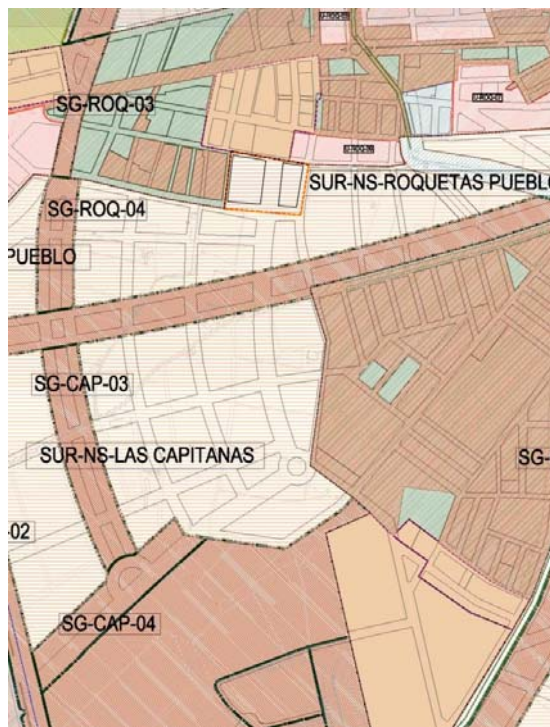 SG-ROQ-03
SUR-NS-ROQUETAS PUEBLO
SG-ROQ-04
PUEBLO
SG-CAP-03
SUR-NS-LAS CAPITANAS
SG-
-02
SG-CAP-04